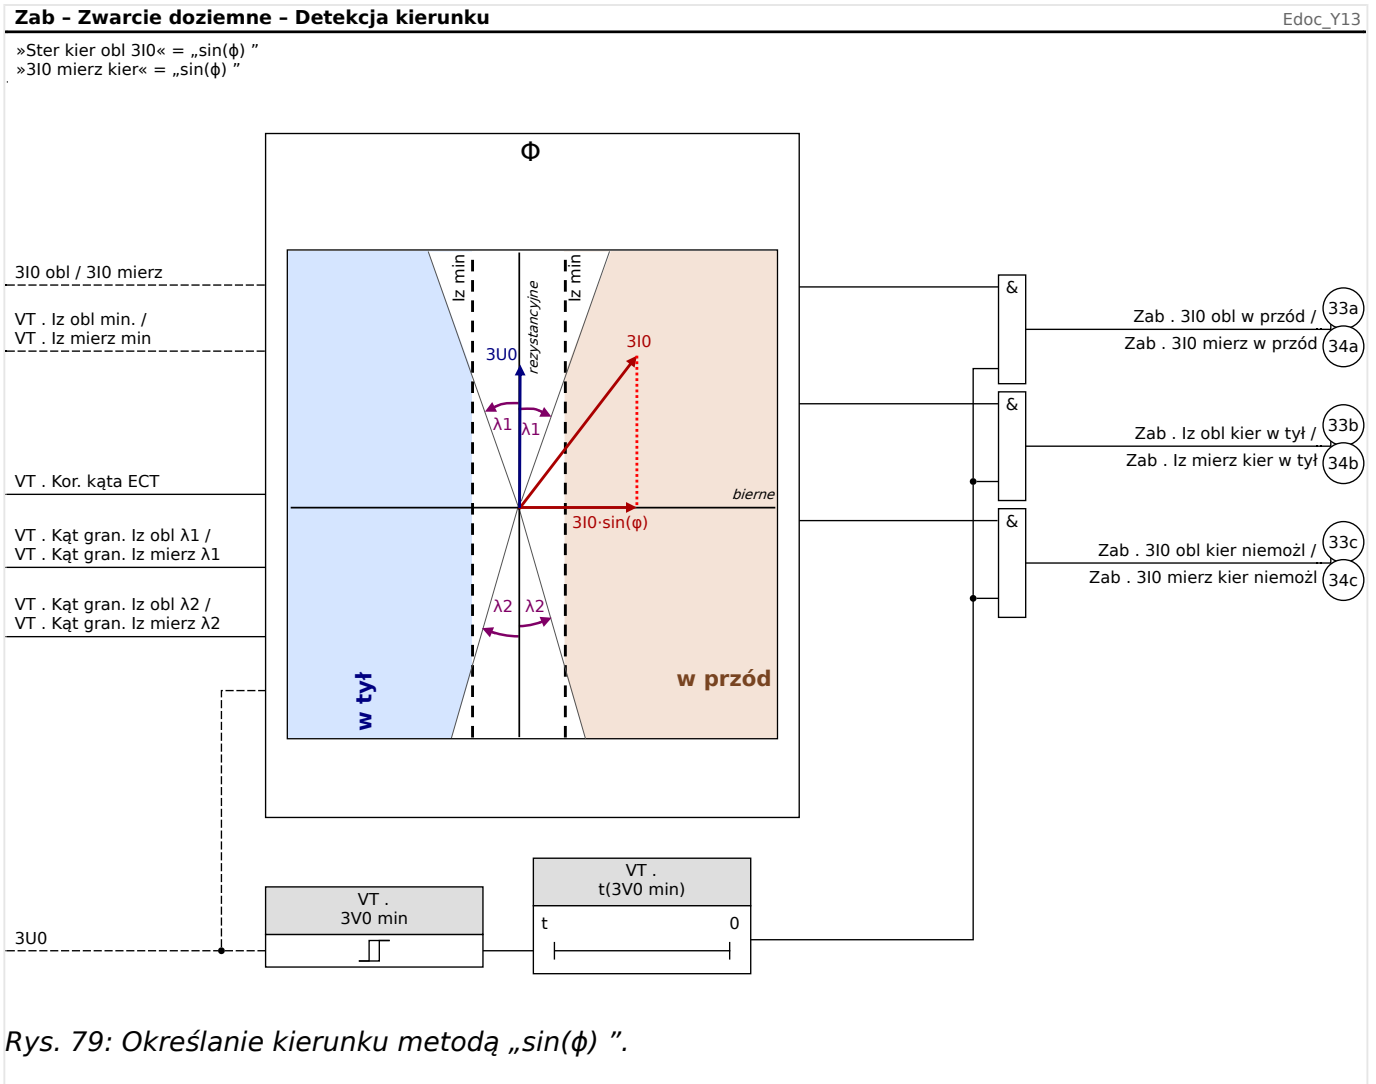 Zab – Zwarcie doziemne – Detekcja kierunku
Edoc_Y13
»Ster kier obl 3I0« = „sin(ϕ) ”
»3I0 mierz kier« = „sin(ϕ) ”
Φ
3I0 obl / 3I0 mierz
VT . Iz obl min. /
VT . Iz mierz min
VT . Kor. kąta ECT
VT . Kąt gran. Iz obl λ1 /
VT . Kąt gran. Iz mierz λ1
VT . Kąt gran. Iz obl λ2 /
VT . Kąt gran. Iz mierz λ2
3U0
Iz min
rezystancyjne
Iz min
3U0
3I0
λ1
λ1
bierne
3I0·sin(φ)
λ2
λ2
w tył
w przód
&
Zab . 3I0 obl w przód /
33a
Zab . 3I0 mierz w przód
34a
&
Zab . Iz obl kier w tył /
33b
Zab . Iz mierz kier w tył
34b
&
Zab . 3I0 obl kier niemożl /
33c
Zab . 3I0 mierz kier niemożl
34c
VT .
3V0 min
VT .
t(3V0 min)
t
0
Rys. 79: Określanie kierunku metodą „sin(ϕ) ”.